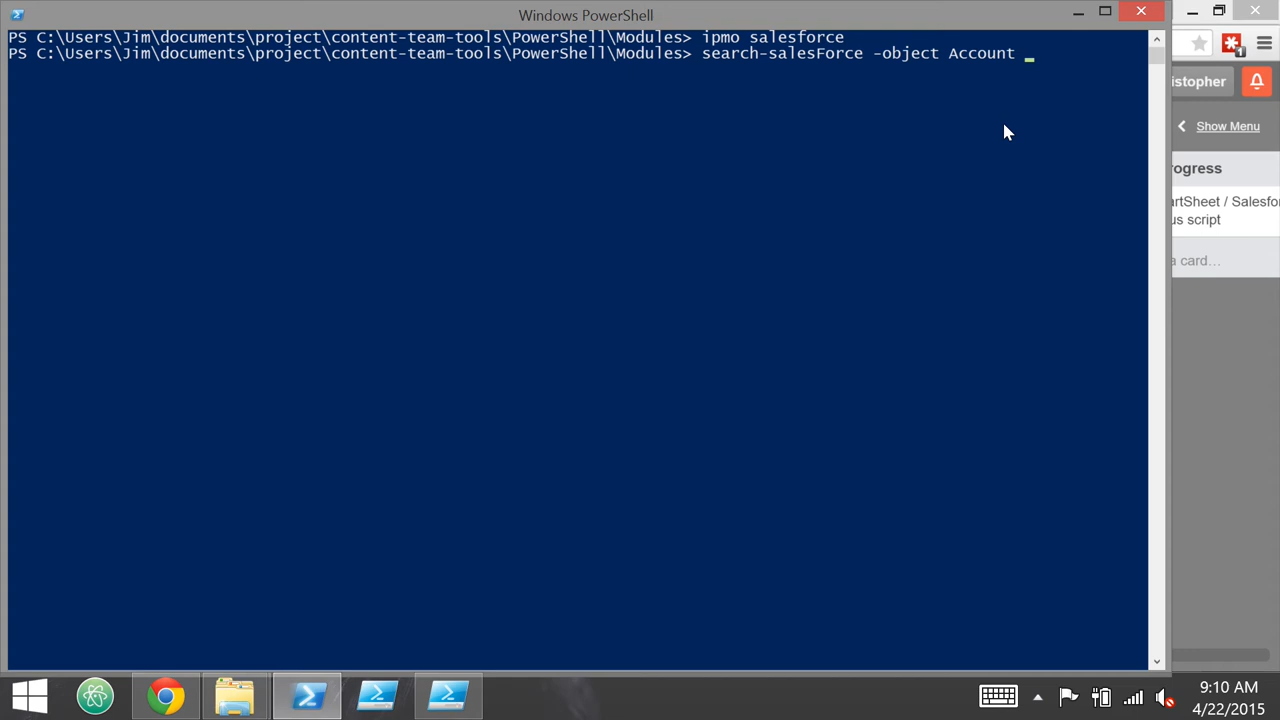 Windows PowerShell
PS C:\Users\Jim\documents\project\content-team-tools\PowerShell\Modules> ipmo salesforce
PS C:\Users\Jim\documents\project\content-team-tools\PowerShell\Modules> search-salesForce -object Account _
1
istopher
Show Menu
rogress
artSheet / Salesfor
us script
a card…
9:10 AM
4/22/2015